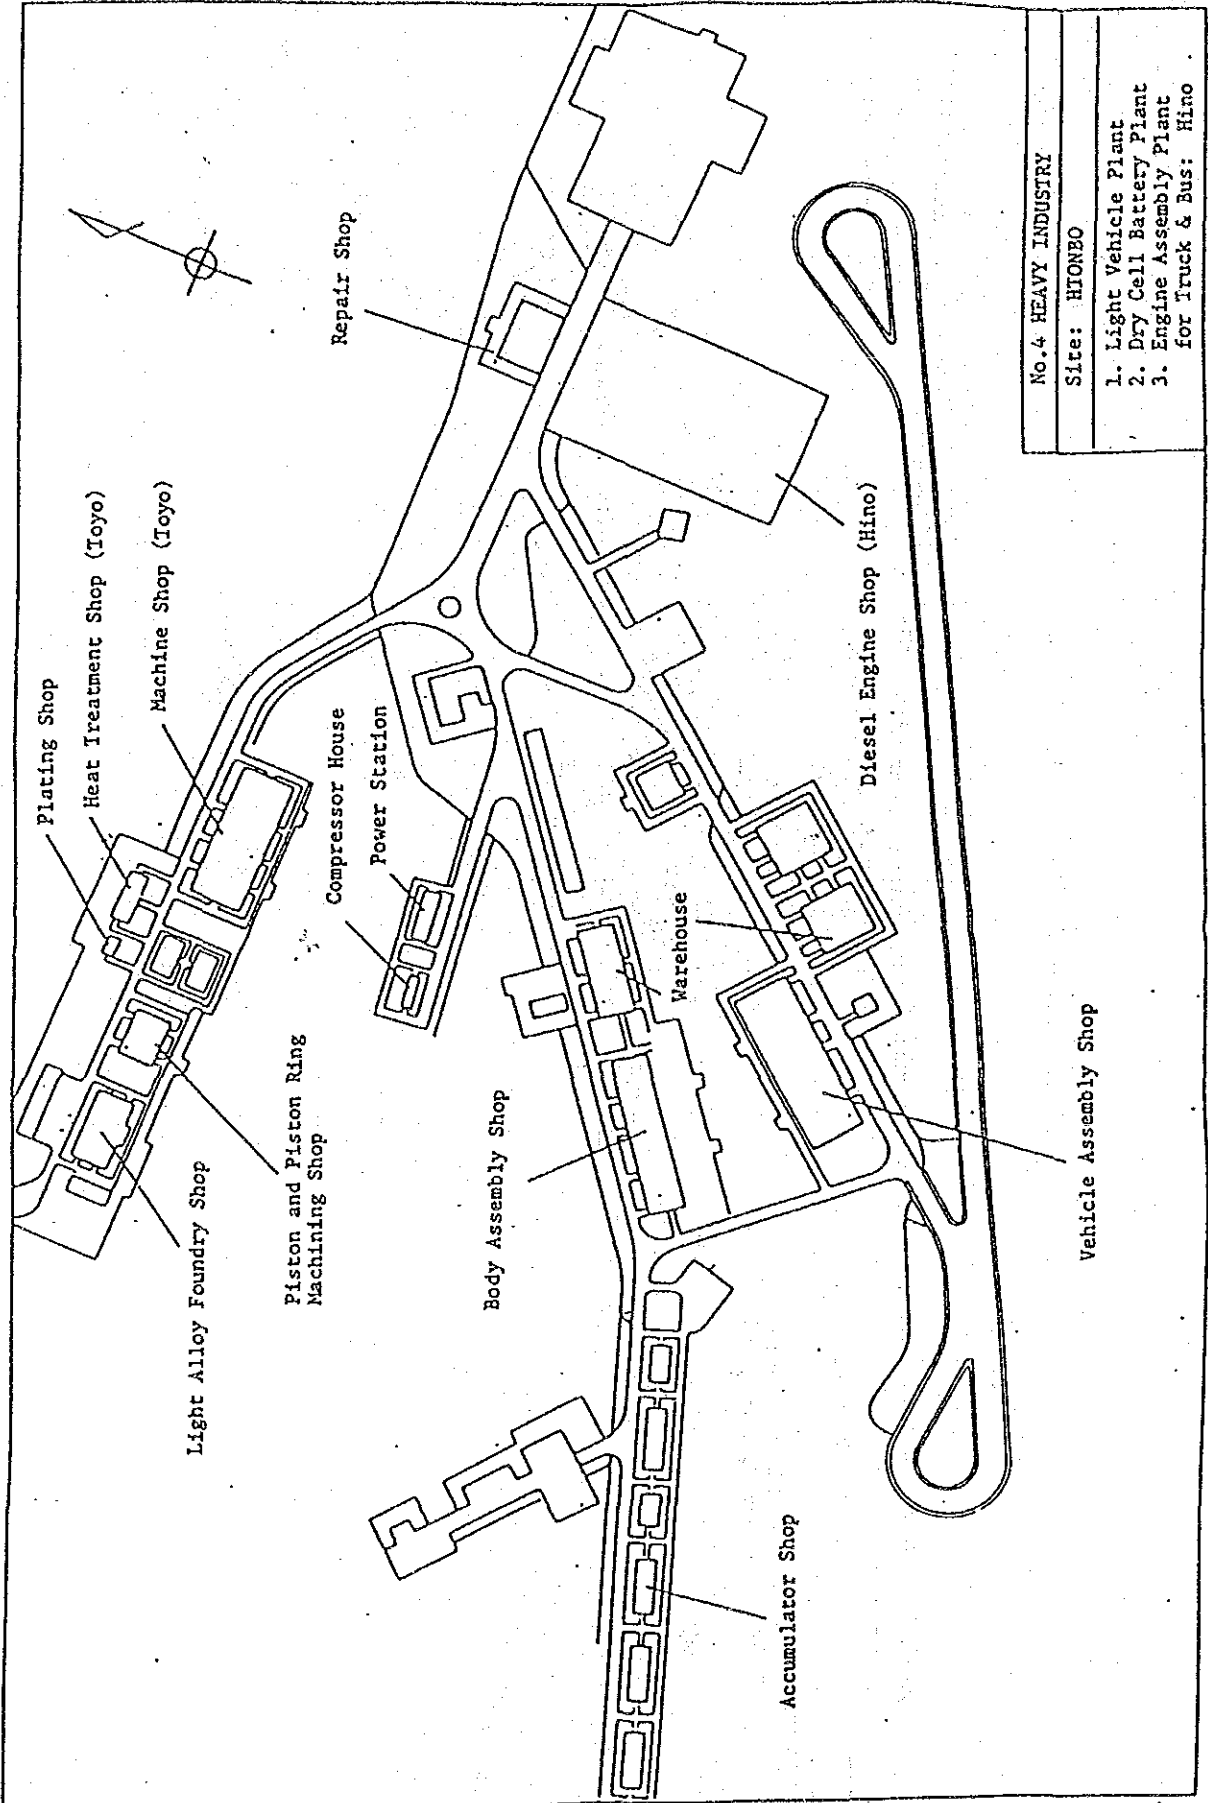 Plating Shop
Heat Treatment Shop (Toyo)
Machine Shop (Toyo)
Repair Shop
Light Alloy Foundry Shop
Piston and Piston Ring
Machining Shop
Compressor House
Power Station
Body Assembly Shop
Warehouse
Diesel Engine Shop (Hino)
Accumulator Shop
Vehicle Assembly Shop
No.4 HEAVY INDUSTRY
Site: HIONBO
1. Light Vehicle Plant
2. Dry Cell Battery Plant
3. Engine Assembly Plant
for Truck & Bus: Hino